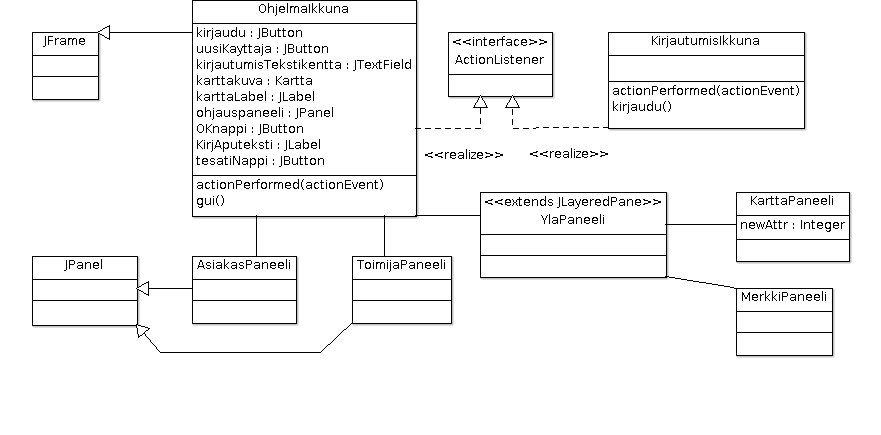 OhjelmaIkkuna
kirjaudu : JButton
uusiKayttaja : JButton
kirjautumisTekstikentta : JTextField
karttakuva : Kartta
karttaLabel : JLabel
ohjauspaneeli : JPanel
OKnappi : JButton
KirjAputeksti : JLabel
tesatiNappi : JButton
actionPerformed(actionEvent)
gui()
JFrame
<<interface>>
ActionListener
KirjautumisIkkuna
actionPerformed(actionEvent)
kirjaudu()
<<realize>>
<<realize>>
<<extends JLayeredPane>>
YlaPaneeli
KarttaPaneeli
newAttr : Integer
JPanel
AsiakasPaneeli
ToimijaPaneeli
MerkkiPaneeli